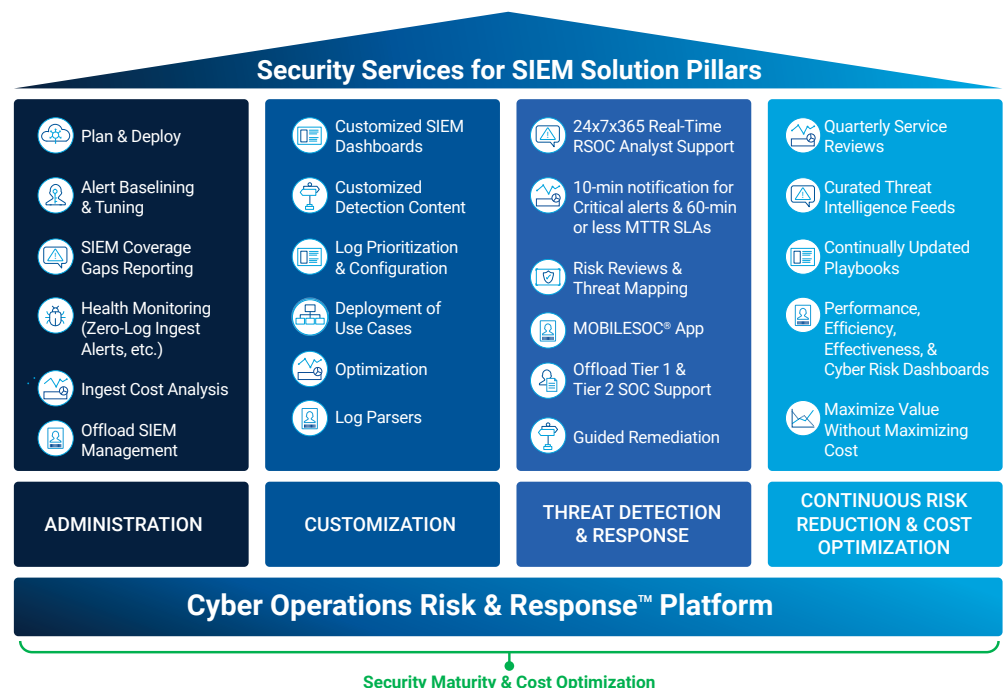 Security Services for SIEM Solution Pillars
Plan & Deploy
Alert Baselining
& Tuning
SIEM Coverage
Gaps Reporting
Health Monitoring
(Zero-Log Ingest
Alerts, etc.)
Ingest Cost Analysis
Offload SIEM
Management
ADMINISTRATION
Customized SIEM
Dashboards
Customized
Detection Content
Log Prioritization
& Configuration
Deployment of
Use Cases
Optimization
Log Parsers
CUSTOMIZATION
24x7x365 Real-Time
RSOC Analyst Support
10-min notification for
Critical alerts & 60-min
or less MTTR SLAs
Risk Reviews &
Threat Mapping
MOBILESOC® App
Offload Tier 1 &
Tier 2 SOC Support
Guided Remediation
THREAT DETECTION
& RESPONSE
Quarterly Service
Reviews
Curated Threat
Intelligence Feeds
Continually Updated
Playbooks
Performance,
Efficiency,
Effectiveness, &
Cyber Risk Dashboards
Maximize Value
Without Maximizing
Cost
CONTINUOUS RISK
REDUCTION & COST
OPTIMIZATION
Cyber Operations Risk & Response™ Platform
Security Maturity & Cost Optimization